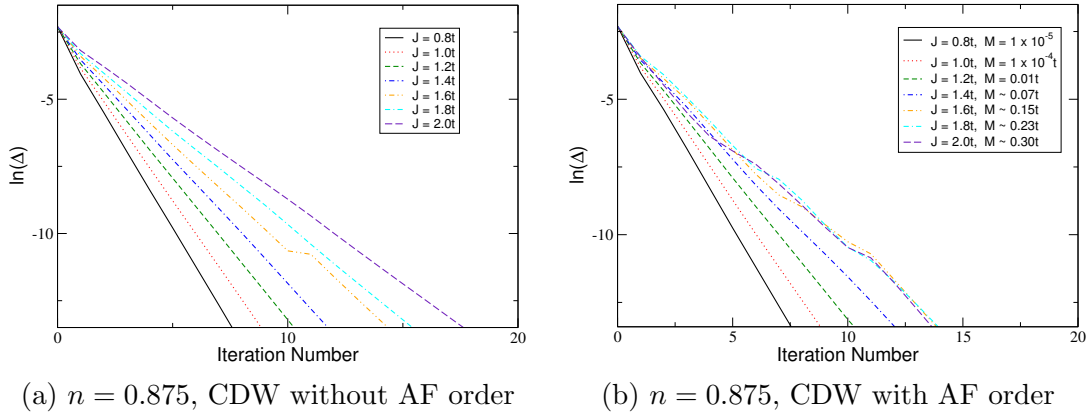 -5
-10
ln(Δ)
0
5
10
15
20
Iteration Number
J = 0.8t
J = 1.0t
J = 1.2t
J = 1.4t
J = 1.6t
J = 1.8t
J = 2.0t
(a) n = 0.875, CDW without AF order
-5
-10
ln(Δ)
0
5
10
15
20
Iteration Number
J = 0.8t, M = 1 x 10⁻⁵
J = 1.0t, M = 1 x 10⁻⁴t
J = 1.2t, M = 0.01t
J = 1.4t, M ~ 0.07t
J = 1.6t, M ~ 0.15t
J = 1.8t, M ~ 0.23t
J = 2.0t, M ~ 0.30t
(b) n = 0.875, CDW with AF order